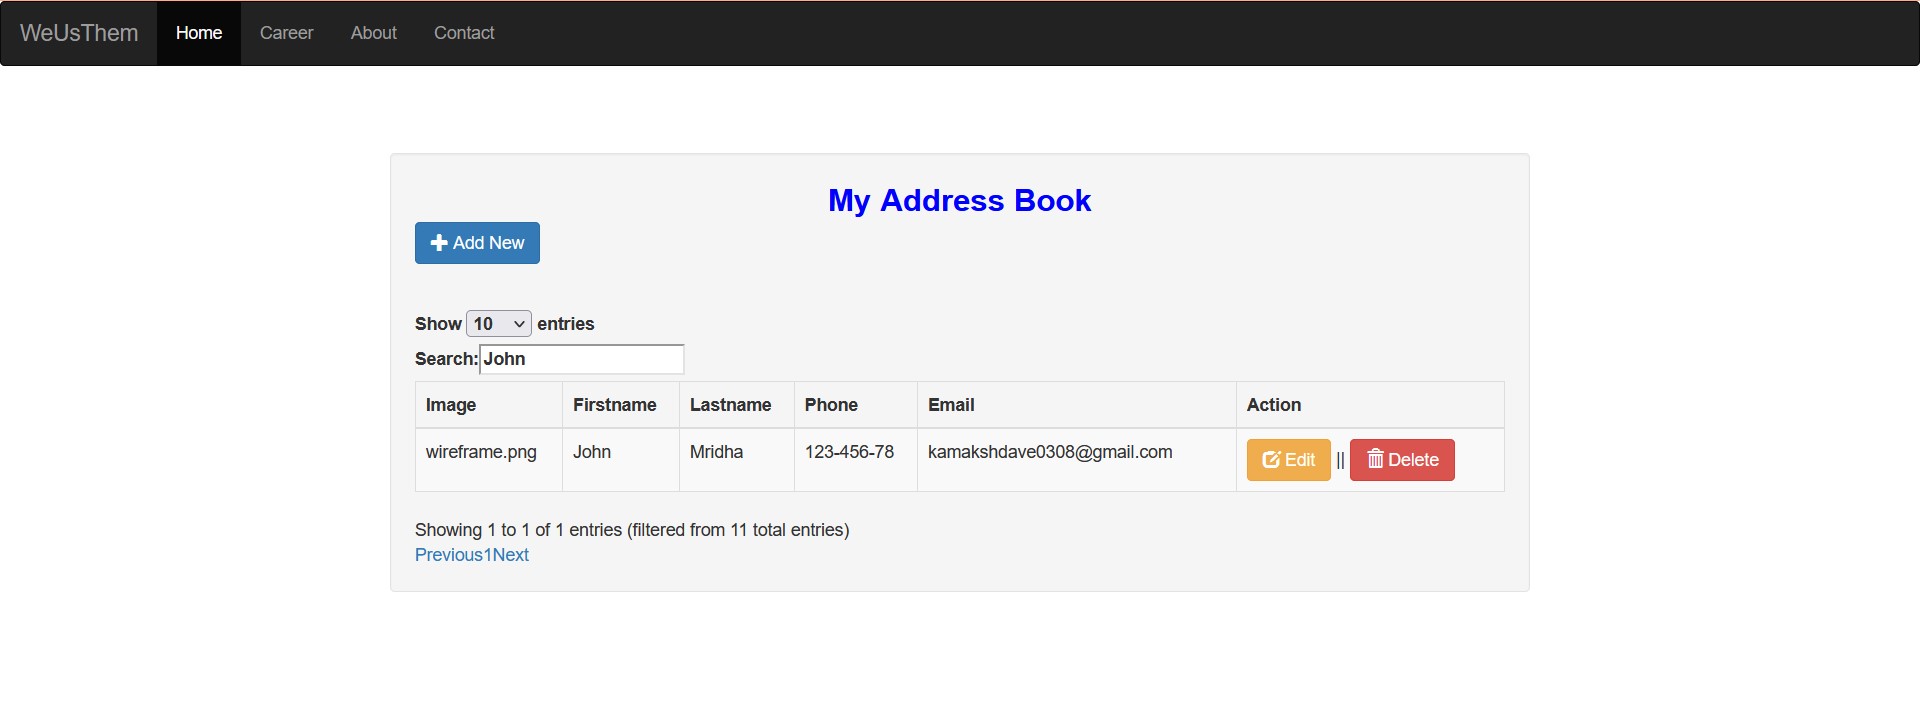 WeUsThem Home Career About Contact
My Address Book
Add New
Show 10 entries
Search: John
Image Firstname Lastname Phone Email Action
wireframe.png John Mridha 123-456-78 kamakshdave0308@gmail.com Edit || Delete
Showing 1 to 1 of 1 entries (filtered from 11 total entries)
Previous1Next